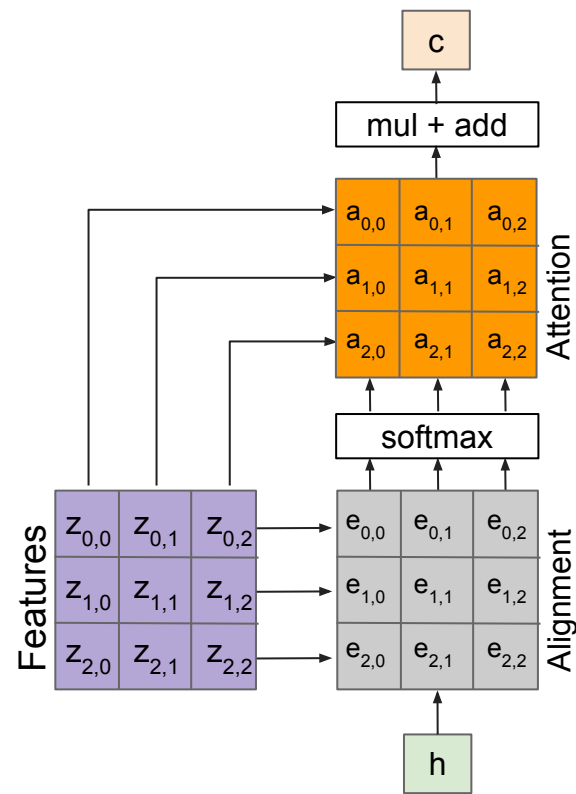 c
mul + add
a0,0 a0,1 a0,2
a1,0 a1,1 a1,2
a2,0 a2,1 a2,2
Attention
softmax
Features
z0,0 z0,1 z0,2
z1,0 z1,1 z1,2
z2,0 z2,1 z2,2
e0,0 e0,1 e0,2
e1,0 e1,1 e1,2
e2,0 e2,1 e2,2
Alignment
h